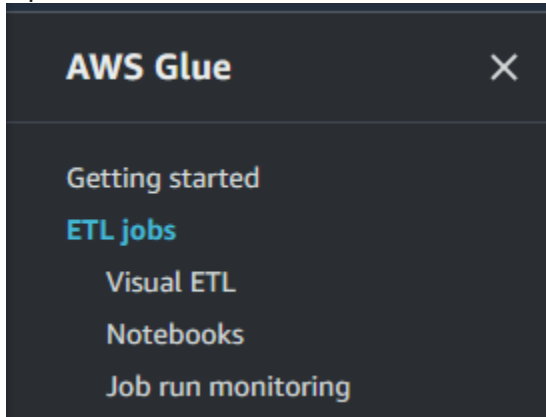 AWS Glue
Getting started
ETL jobs
Visual ETL
Notebooks
Job run monitoring